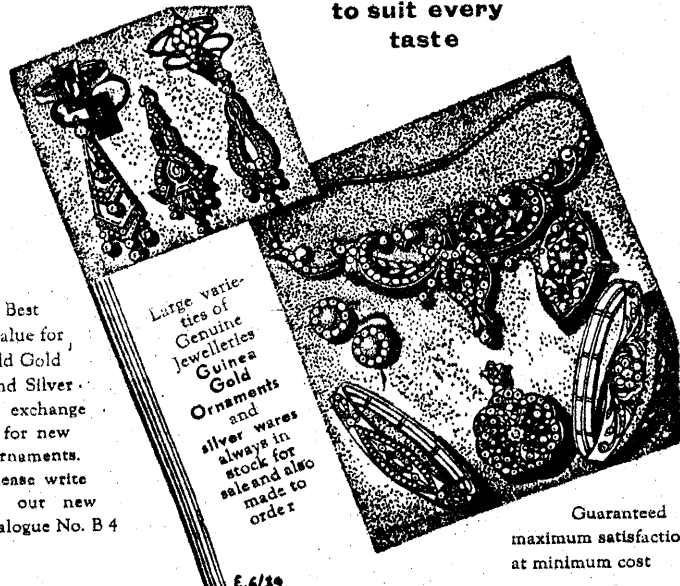 to suit every
taste
Large varie-
ties of
Genuine
Jewelleries
Guinea
Gold
Ornaments
and
silver wares
always in
stock for
sale and also
made to
order
Best
alue for
ld Gold
nd Silver
exchange
for new
rnaments.
ease write
our new
alogue No. B 4
Guaranteed
maximum satisfactio
at minimum cost